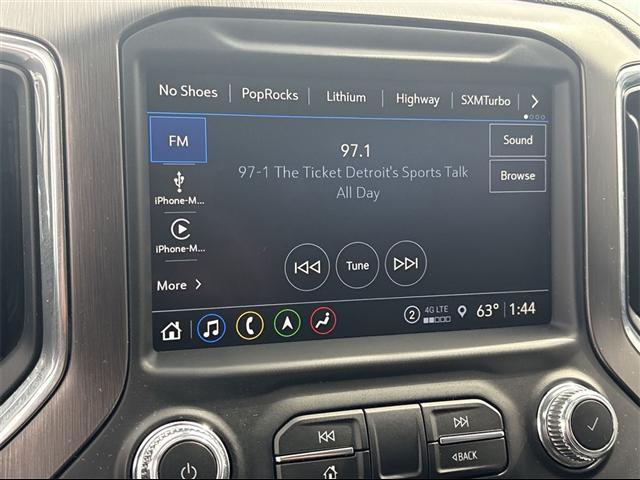 No Shoes PopRocks Lithium Highway SXMTurbo
FM
97.1
Sound
97-1 The Ticket Detroit's Sports Talk
All Day
Browse
iPhone-M...
iPhone-M...
Tune
More
2 4G LTE 63° 1:44
BACK